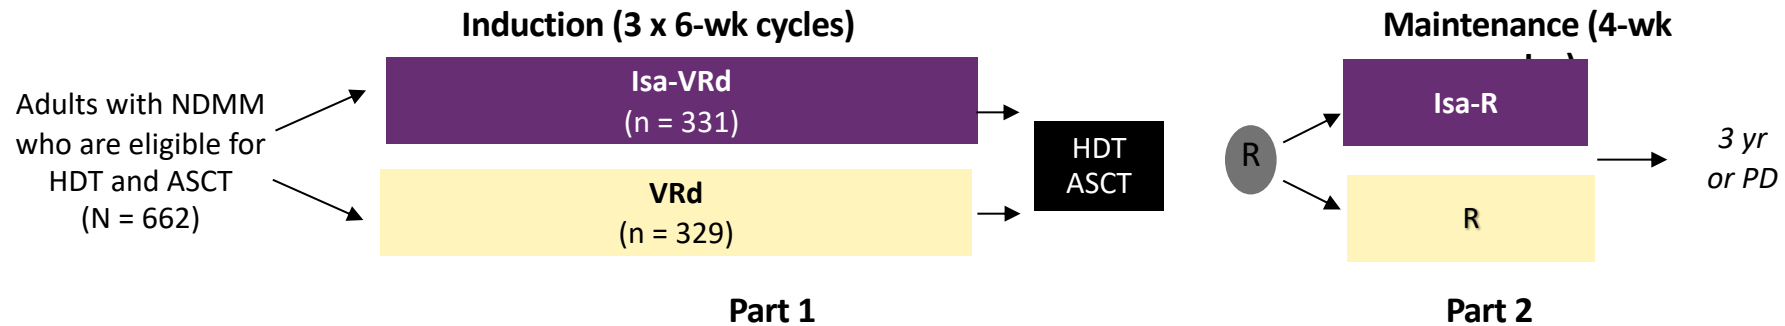 Induction (3 x 6-wk cycles)
Maintenance (4-wk
Adults with NDMM
who are eligible for
HDT and ASCT
(N = 662)
Isa-VRd
(n = 331)
VRd
(n = 329)
HDT
ASCT
R
Isa-R
R
3 yr
or PD
Part 1
Part 2